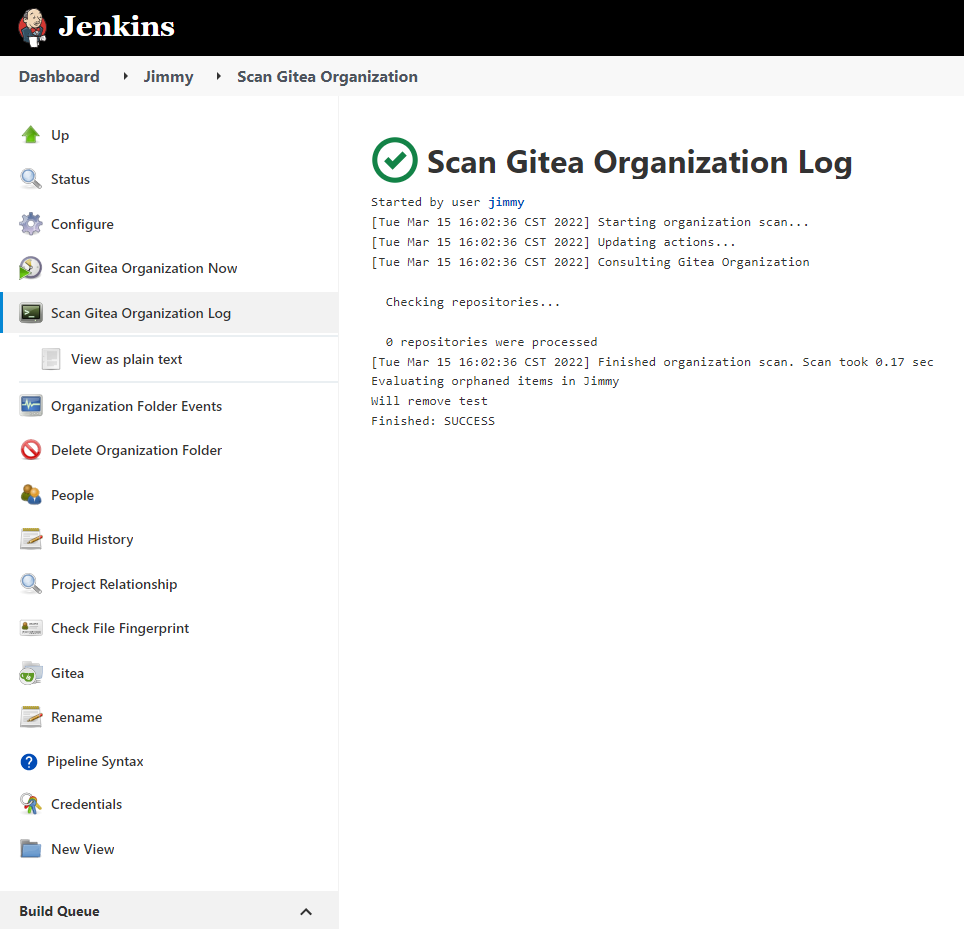 Jenkins
Dashboard
Jimmy
Scan Gitea Organization
Up
Status
Configure
Scan Gitea Organization Now
Scan Gitea Organization Log
View as plain text
Organization Folder Events
Delete Organization Folder
People
Build History
Project Relationship
Check File Fingerprint
Gitea
Rename
Pipeline Syntax
Credentials
New View
Build Queue
Scan Gitea Organization Log
Started by user jimmy
[Tue Mar 15 16:02:36 CST 2022] Starting organization scan...
[Tue Mar 15 16:02:36 CST 2022] Updating actions...
[Tue Mar 15 16:02:36 CST 2022] Consulting Gitea Organization
Checking repositories...
0 repositories were processed
[Tue Mar 15 16:02:36 CST 2022] Finished organization scan. Scan took 0.17 sec
Evaluating orphaned items in Jimmy
Will remove test
Finished: SUCCESS